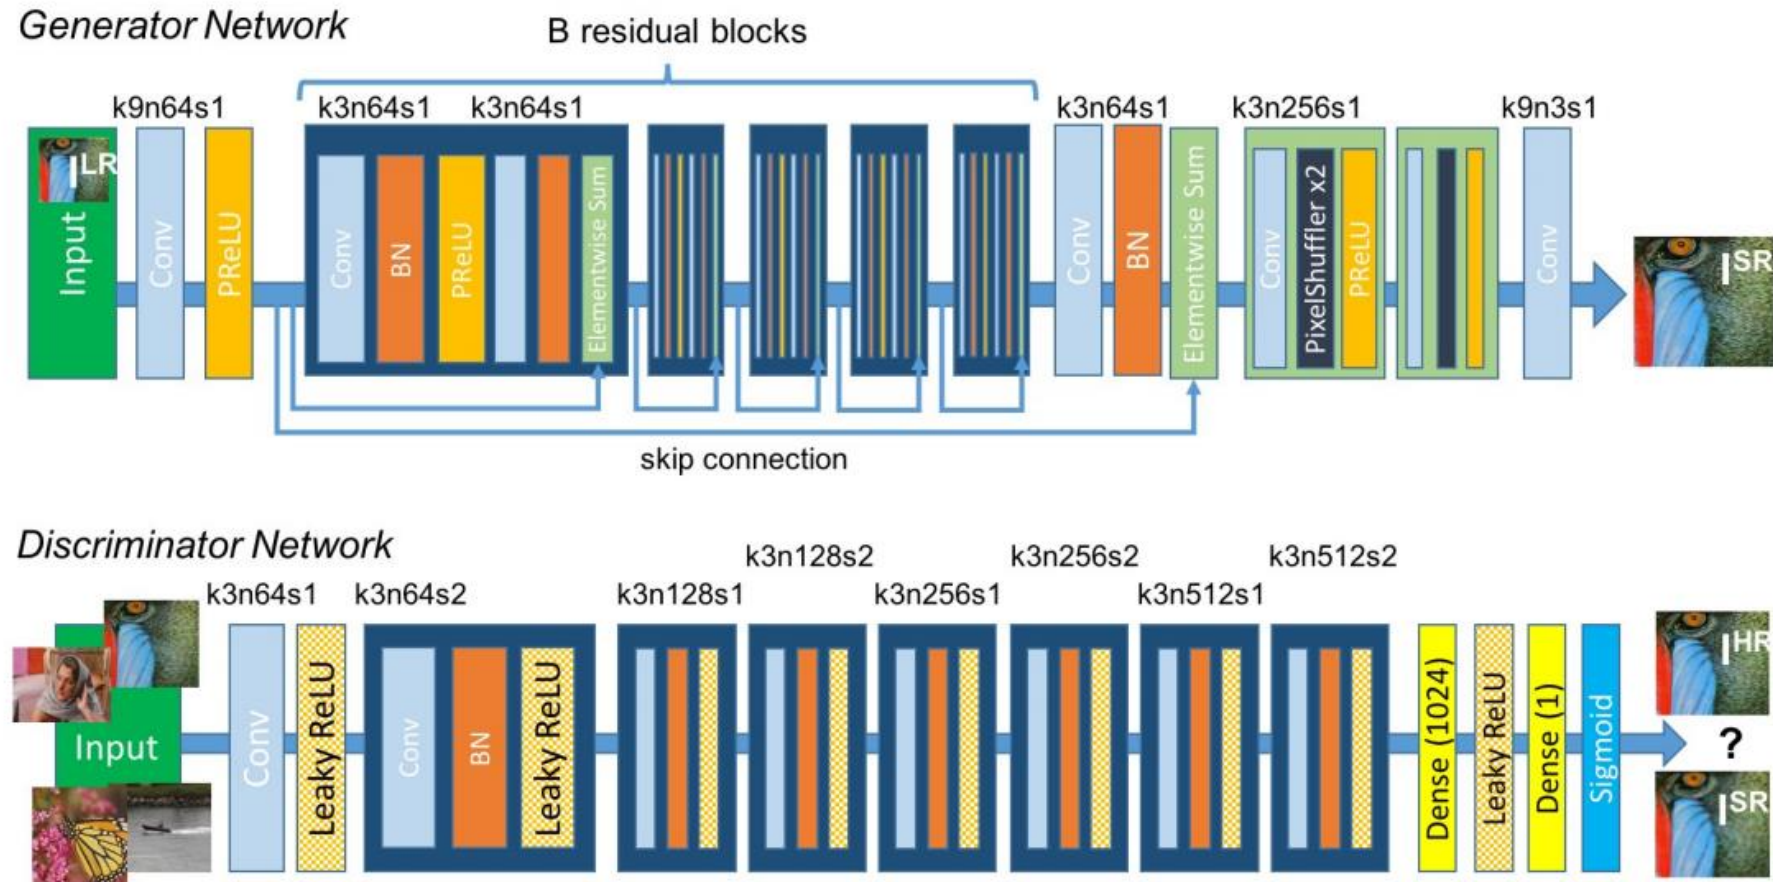 Generator Network
B residual blocks
k9n64s1
k3n64s1
k3n64s1
k3n64s1
k3n256s1
k9n3s1
I LR
Input
Conv
PReLU
Conv
BN
PReLU
Elementwise Sum
Conv
BN
Elementwise Sum
Conv
PixelShuffler x2
PReLU
Conv
I SR
skip connection
Discriminator Network
k3n64s1
k3n64s2
k3n128s1
k3n128s2
k3n256s1
k3n256s2
k3n512s1
k3n512s2
Input
Conv
Leaky ReLU
Conv
BN
Leaky ReLU
Dense (1024)
Leaky ReLU
Dense (1)
Sigmoid
I HR
?
I SR